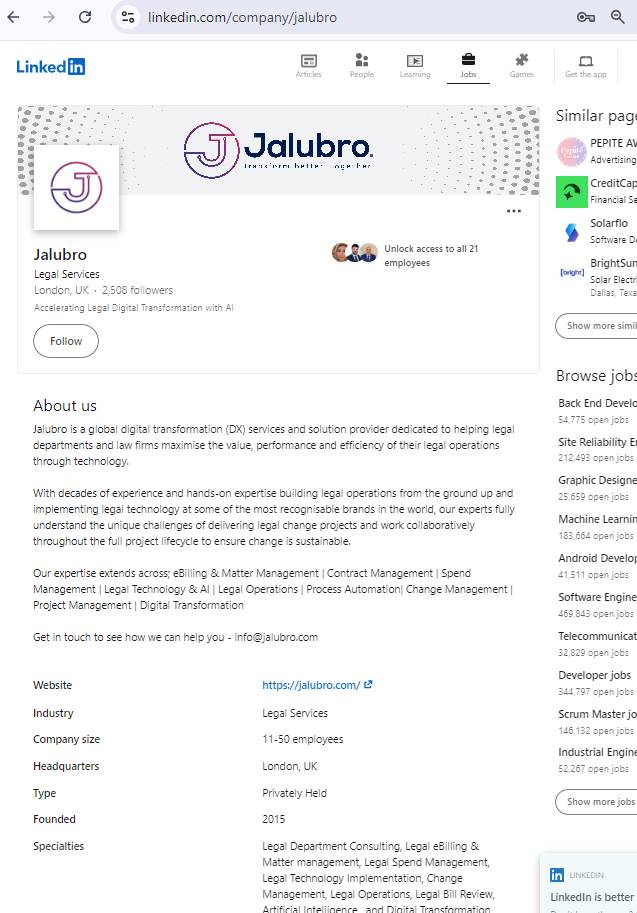 linkedin.com/company/jalubro
LinkedIn
Articles
People
Learning
Jobs
Games
Get the app
Jalubro.
transform better together
J
Jalubro
Legal Services
London, UK · 2,508 followers
Accelerating Legal Digital Transformation with AI
Unlock access to all 21
employees
Follow
About us
Jalubro is a global digital transformation (DX) services and solution provider dedicated to helping legal
departments and law firms maximise the value, performance and efficiency of their legal operations
through technology.
With decades of experience and hands-on expertise building legal operations from the ground up and
implementing legal technology at some of the most recognisable brands in the world, our experts fully
understand the unique challenges of delivering legal change projects and work collaboratively
throughout the full project lifecycle to ensure change is sustainable.
Our expertise extends across; eBilling & Matter Management | Contract Management | Spend
Management | Legal Technology & AI | Legal Operations | Process Automation| Change Management |
Project Management | Digital Transformation
Get in touch to see how we can help you - info@jalubro.com
Website https://jalubro.com/
Industry Legal Services
Company size 11-50 employees
Headquarters London, UK
Type Privately Held
Founded 2015
Specialties Legal Department Consulting, Legal eBilling &
Matter management, Legal Spend Management,
Legal Technology Implementation, Change
Management, Legal Operations, Legal Bill Review,
Artificial Intelligence, and Digital Transformation
Similar page
PEPITE AV
Advertising
CreditCap
Financial Se
Solarflo
Software De
[bright]
BrightSun
Solar Electri
Dallas, Texa
Show more simil
Browse jobs
Back End Develo
54,775 open jobs
Site Reliability E
212,493 open jobs
Graphic Designe
25,659 open jobs
Machine Learnin
183,664 open jobs
Android Develop
41,511 open jobs
Software Engine
469,843 open jobs
Telecommunicat
32,829 open jobs
Developer jobs
344,797 open jobs
Scrum Master jo
146,132 open jobs
Industrial Engine
52,267 open jobs
Show more jobs
in LINKEDIN
LinkedIn is better